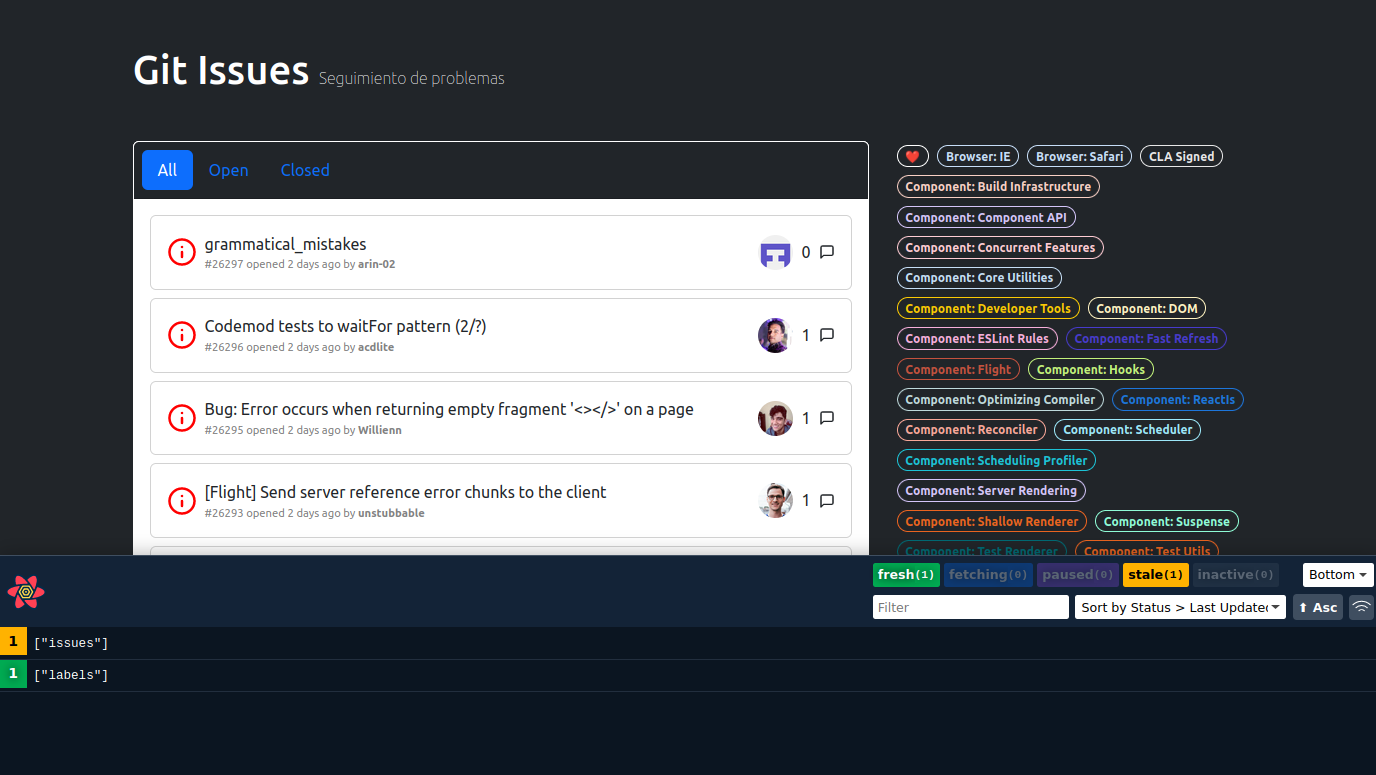 Git Issues Seguimiento de problemas
All Open Closed
grammatical_mistakes
#26297 opened 2 days ago by arin-02
0
Codemod tests to waitFor pattern (2/?)
#26296 opened 2 days ago by acdlite
1
Bug: Error occurs when returning empty fragment '<></>' on a page
#26295 opened 2 days ago by Willienn
1
[Flight] Send server reference error chunks to the client
#26293 opened 2 days ago by unstubbable
1
❤️ Browser: IE Browser: Safari CLA Signed
Component: Build Infrastructure
Component: Component API
Component: Concurrent Features
Component: Core Utilities
Component: Developer Tools Component: DOM
Component: ESLint Rules Component: Fast Refresh
Component: Flight Component: Hooks
Component: Optimizing Compiler Component: ReactIs
Component: Reconciler Component: Scheduler
Component: Scheduling Profiler
Component: Server Rendering
Component: Shallow Renderer Component: Suspense
Component: Test Renderer Component: Test Utils
fresh(1) fetching(0) paused(0) stale(1) inactive(0) Bottom
Filter Sort by Status > Last Updated ⬆ Asc
1 ["issues"]
1 ["labels"]